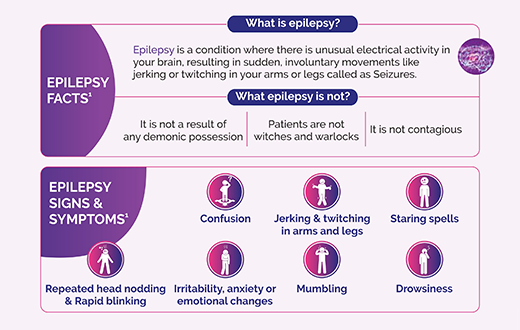 What is epilepsy?
EPILEPSY
FACTS¹
Epilepsy is a condition where there is unusual electrical activity in
your brain, resulting in sudden, involuntary movements like
jerking or twitching in your arms or legs called as Seizures.
What epilepsy is not?
It is not a result of
any demonic possession
Patients are not
witches and warlocks
It is not contagious
EPILEPSY
SIGNS &
SYMPTOMS¹
Confusion
Jerking & twitching
in arms and legs
Staring spells
Repeated head nodding
& Rapid blinking
Irritability, anxiety or
emotional changes
Mumbling
Drowsiness